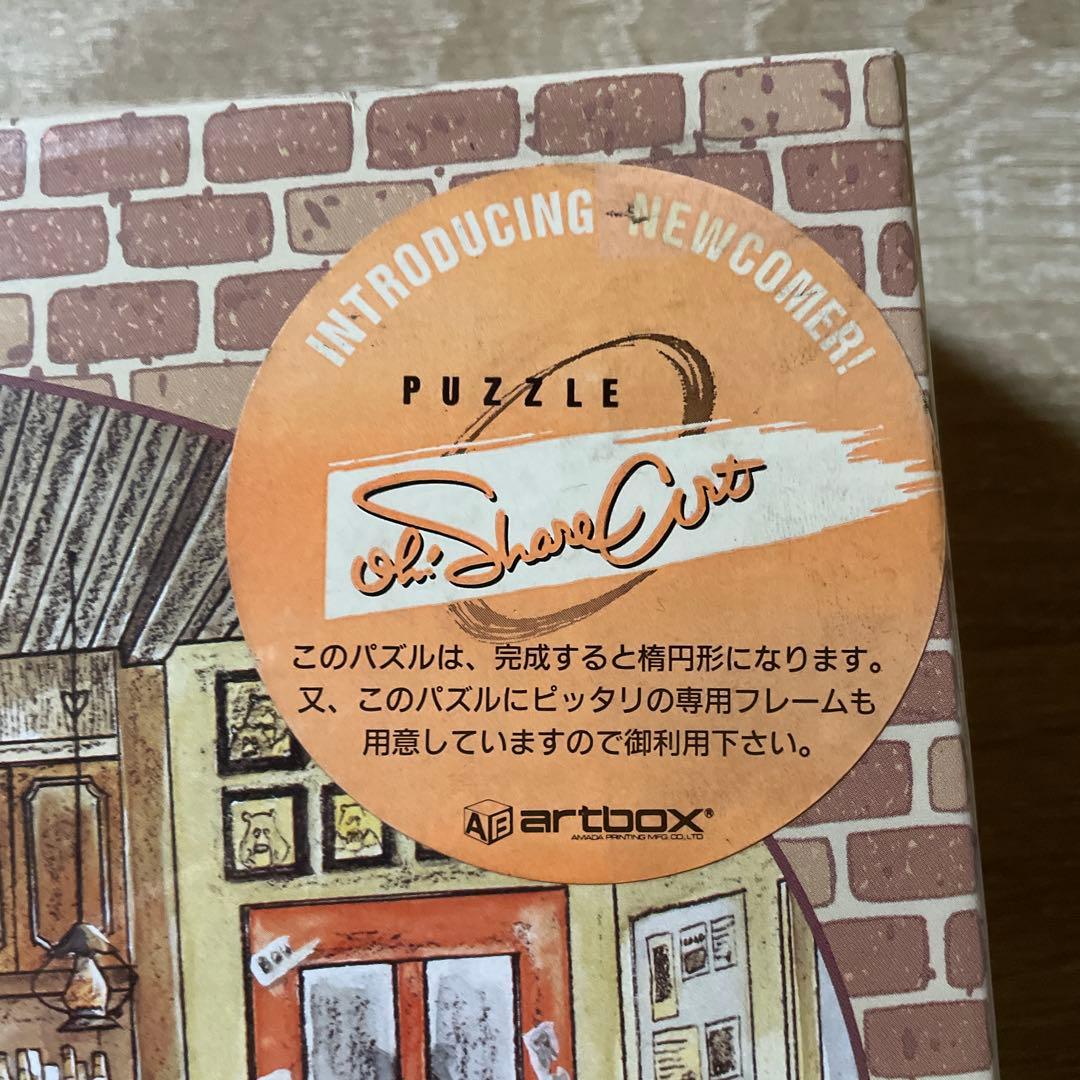 INTRODUCING NEWCOMER!
PUZZLE
Oh! Share Art
このパズルは、完成すると楕円形になります。
又、このパズルにピッタリの専用フレームも
用意していますので御利用下さい。
AE artbox®
AMADA PRINTING MFG. CO., LTD